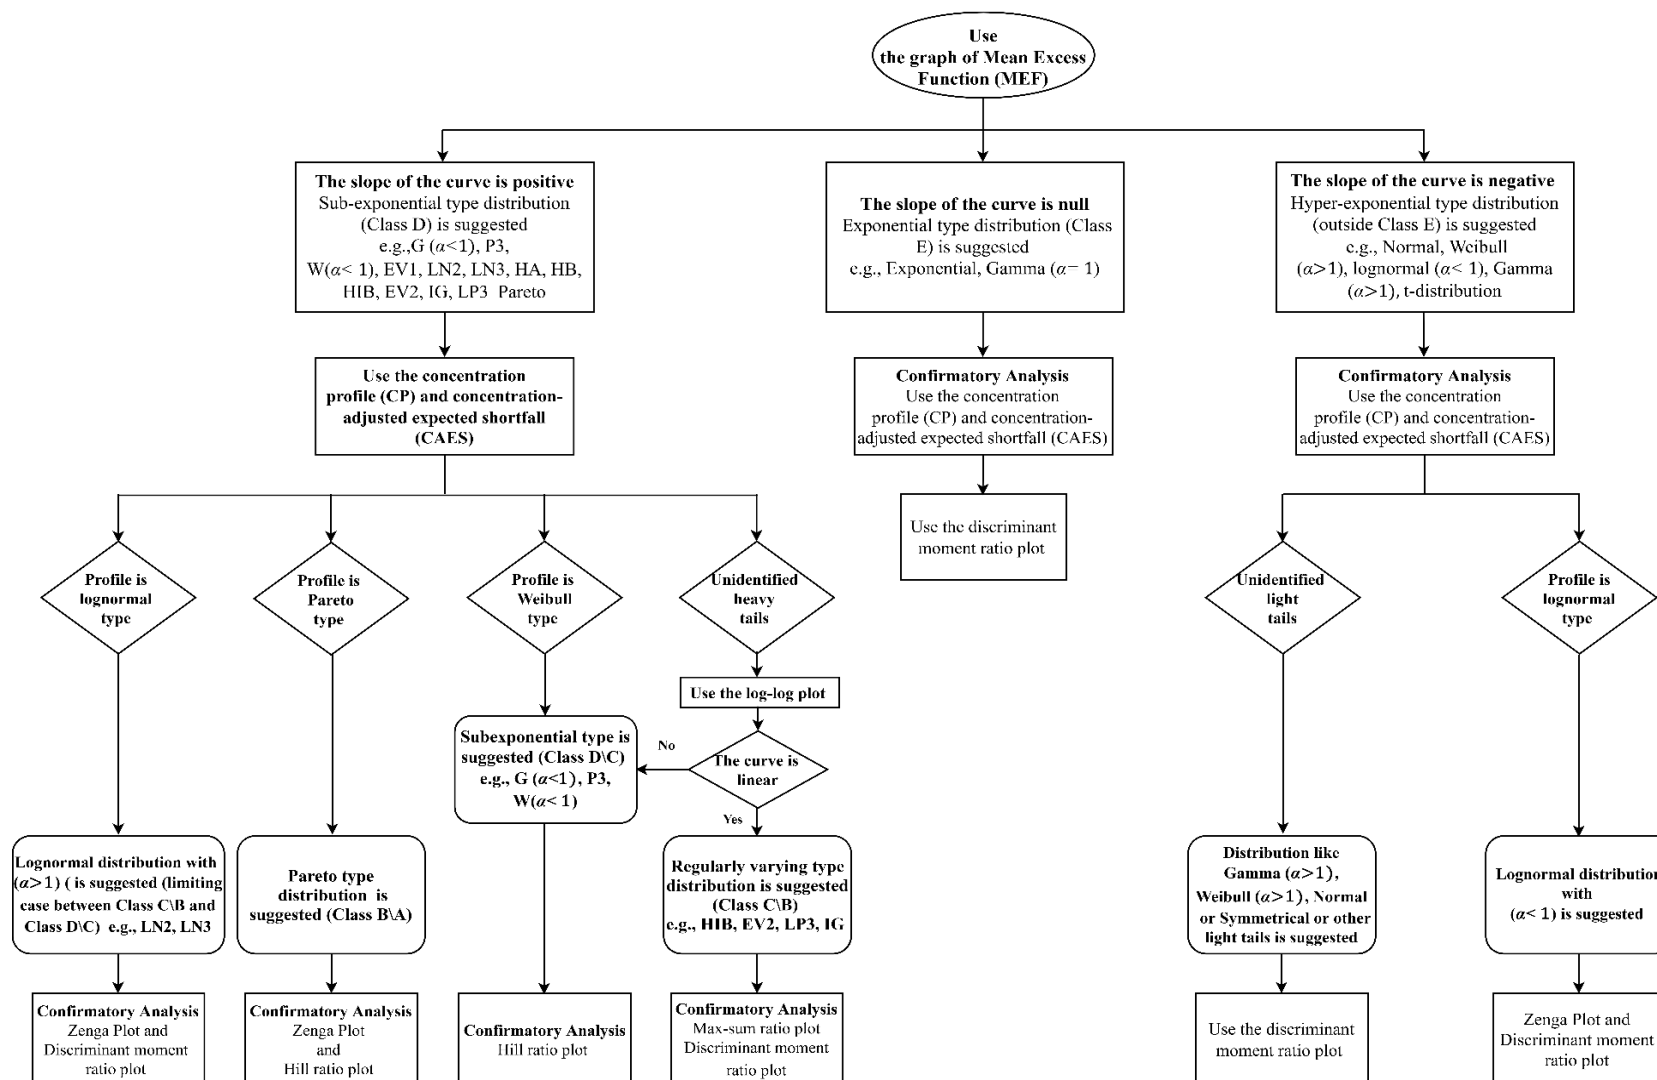 Use
the graph of Mean Excess
Function (MEF)
The slope of the curve is positive
Sub-exponential type distribution
(Class D) is suggested
e.g.,G (α<1), P3,
W(α< 1), EV1, LN2, LN3, HA, HB,
HIB, EV2, IG, LP3 Pareto
The slope of the curve is null
Exponential type distribution (Class
E) is suggested
e.g., Exponential, Gamma (α= 1)
The slope of the curve is negative
Hyper-exponential type distribution
(outside Class E) is suggested
e.g., Normal, Weibull
(α>1), lognormal (α< 1), Gamma
(α>1), t-distribution
Use the concentration
profile (CP) and concentration-
adjusted expected shortfall
(CAES)
Confirmatory Analysis
Use the concentration
profile (CP) and concentration-
adjusted expected shortfall (CAES)
Confirmatory Analysis
Use the concentration
profile (CP) and concentration-
adjusted expected shortfall (CAES)
Use the discriminant
moment ratio plot
Profile is
lognormal
type
Profile is
Pareto
type
Profile is
Weibull
type
Unidentified
heavy
tails
Unidentified
light
tails
Profile is
lognormal
type
Use the log-log plot
The curve is
linear
No
Yes
Subexponential type is
suggested (Class D\C)
e.g., G (α<1), P3,
W(α< 1)
Lognormal distribution with
(α>1) ( is suggested (limiting
case between Class C\B and
Class D\C) e.g., LN2, LN3
Pareto type
distribution is
suggested (Class B\A)
Regularly varying type
distribution is suggested
(Class C\B)
e.g., HIB, EV2, LP3, IG
Distribution like
Gamma (α>1),
Weibull (α>1), Normal
or Symmetrical or other
light tails is suggested
Lognormal distribution
with
(α< 1) is suggested
Confirmatory Analysis
Zenga Plot and
Discriminant moment
ratio plot
Confirmatory Analysis
Zenga Plot
and
Hill ratio plot
Confirmatory Analysis
Hill ratio plot
Confirmatory Analysis
Max-sum ratio plot
Discriminant moment
ratio plot
Use the discriminant
moment ratio plot
Zenga Plot and
Discriminant moment
ratio plot